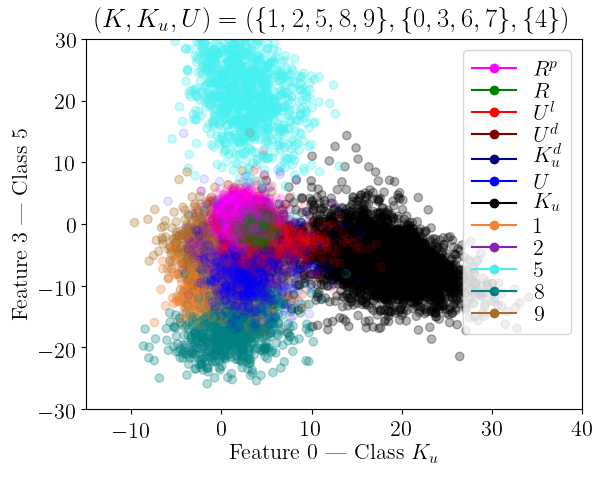 (K, K_u, U) = ({1, 2, 5, 8, 9}, {0, 3, 6, 7}, {4})
30
20
10
0
−10
−20
−30
Feature 3 — Class 5
R^p
R
U^l
U^d
K_u^d
U
K_u
1
2
5
8
9
−10 0 10 20 30 40
Feature 0 — Class K_u